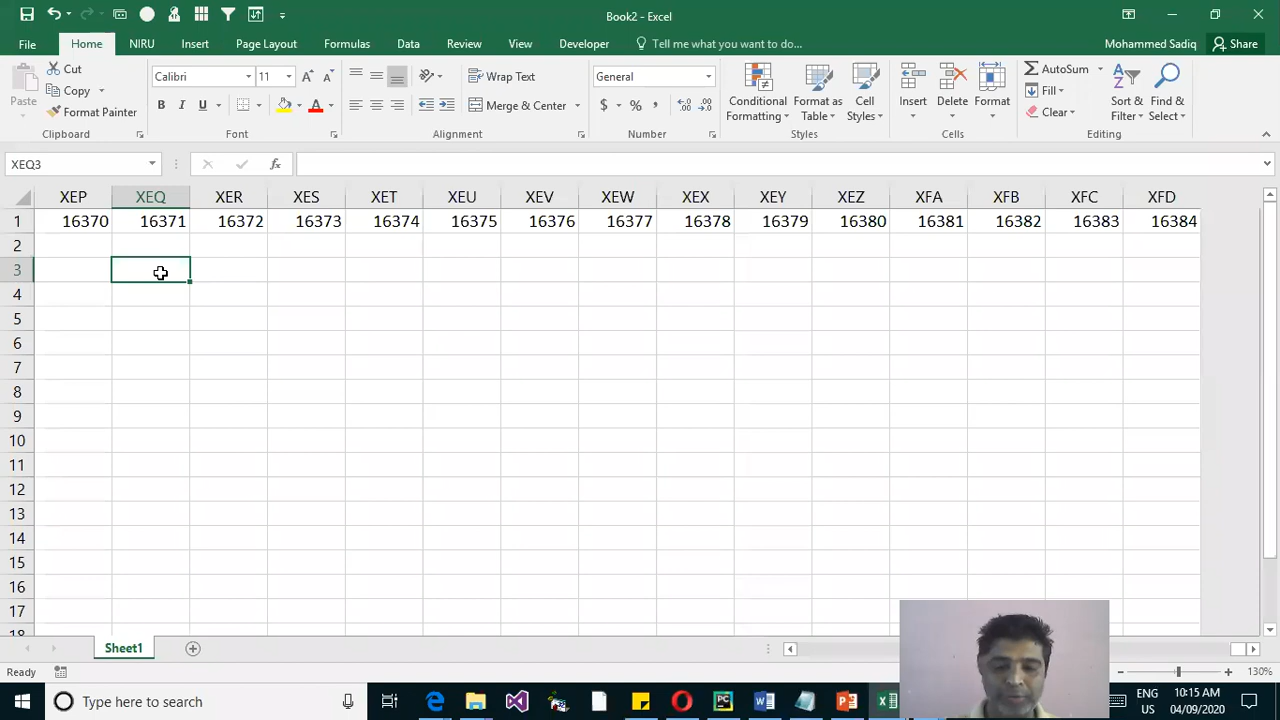 Book2 - Excel
File Home NIRU Insert Page Layout Formulas Data Review View Developer Tell me what you want to do... Mohammed Sadiq Share
Paste Cut Copy Format Painter
Calibri 11
B I U A
Wrap Text
Merge & Center
General
$ % ,
Conditional Formatting
Format as Table
Cell Styles
Insert Delete Format
AutoSum
Fill
Clear
Sort & Filter
Find & Select
Clipboard Font Alignment Number Styles Cells Editing
XEQ3 fx
XEP XEQ XER XES XET XEU XEV XEW XEX XEY XEZ XFA XFB XFC XFD
1 16370 16371 16372 16373 16374 16375 16376 16377 16378 16379 16380 16381 16382 16383 16384
2
3
4
5
6
7
8
9
10
11
12
13
14
15
16
17
18
Sheet1
Ready 130%
Type here to search ENG US 10:15 AM 04/09/2020